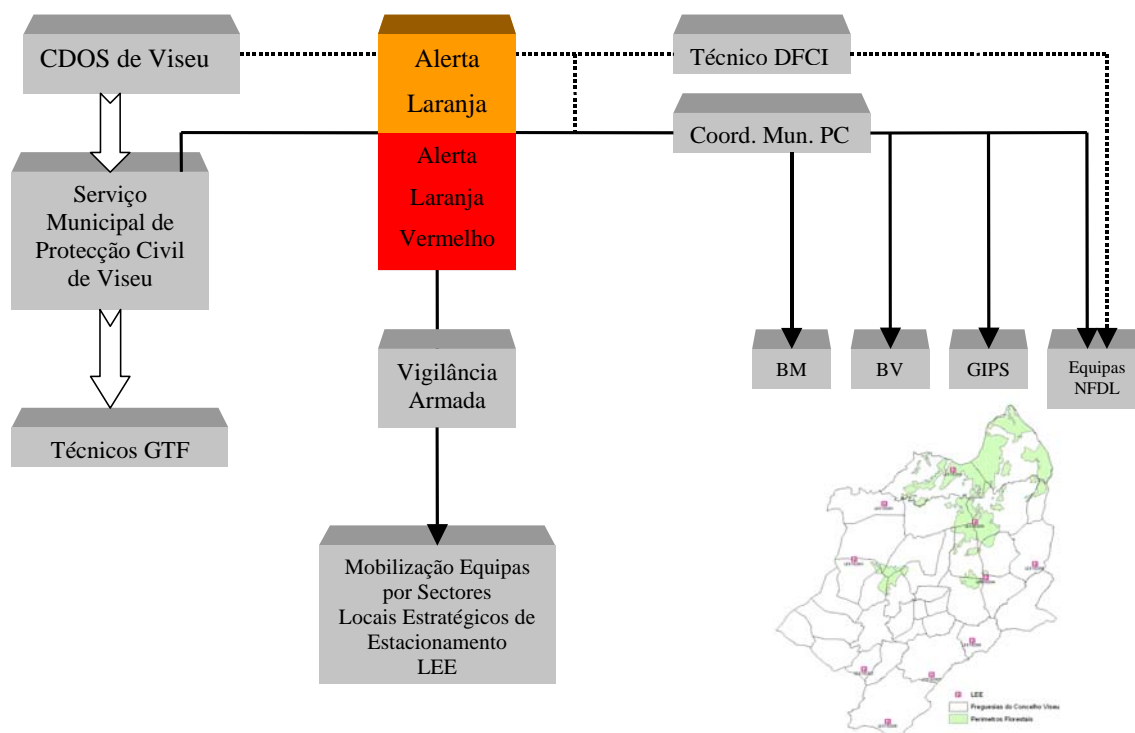 CDOS de Viseu
Alerta
Laranja
Técnico DFCI
Coord. Mun. PC
Alerta
Laranja
Vermelho
Serviço
Municipal de
Protecção Civil
de Viseu
Vigilância
Armada
BM
BV
GIPS
Equipas
NFDL
Técnicos GTF
Mobilização Equipas
por Sectores
Locais Estratégicos de
Estacionamento
LEE
LEE
Freguesias do Concelho Viseu
Perímetros Florestais